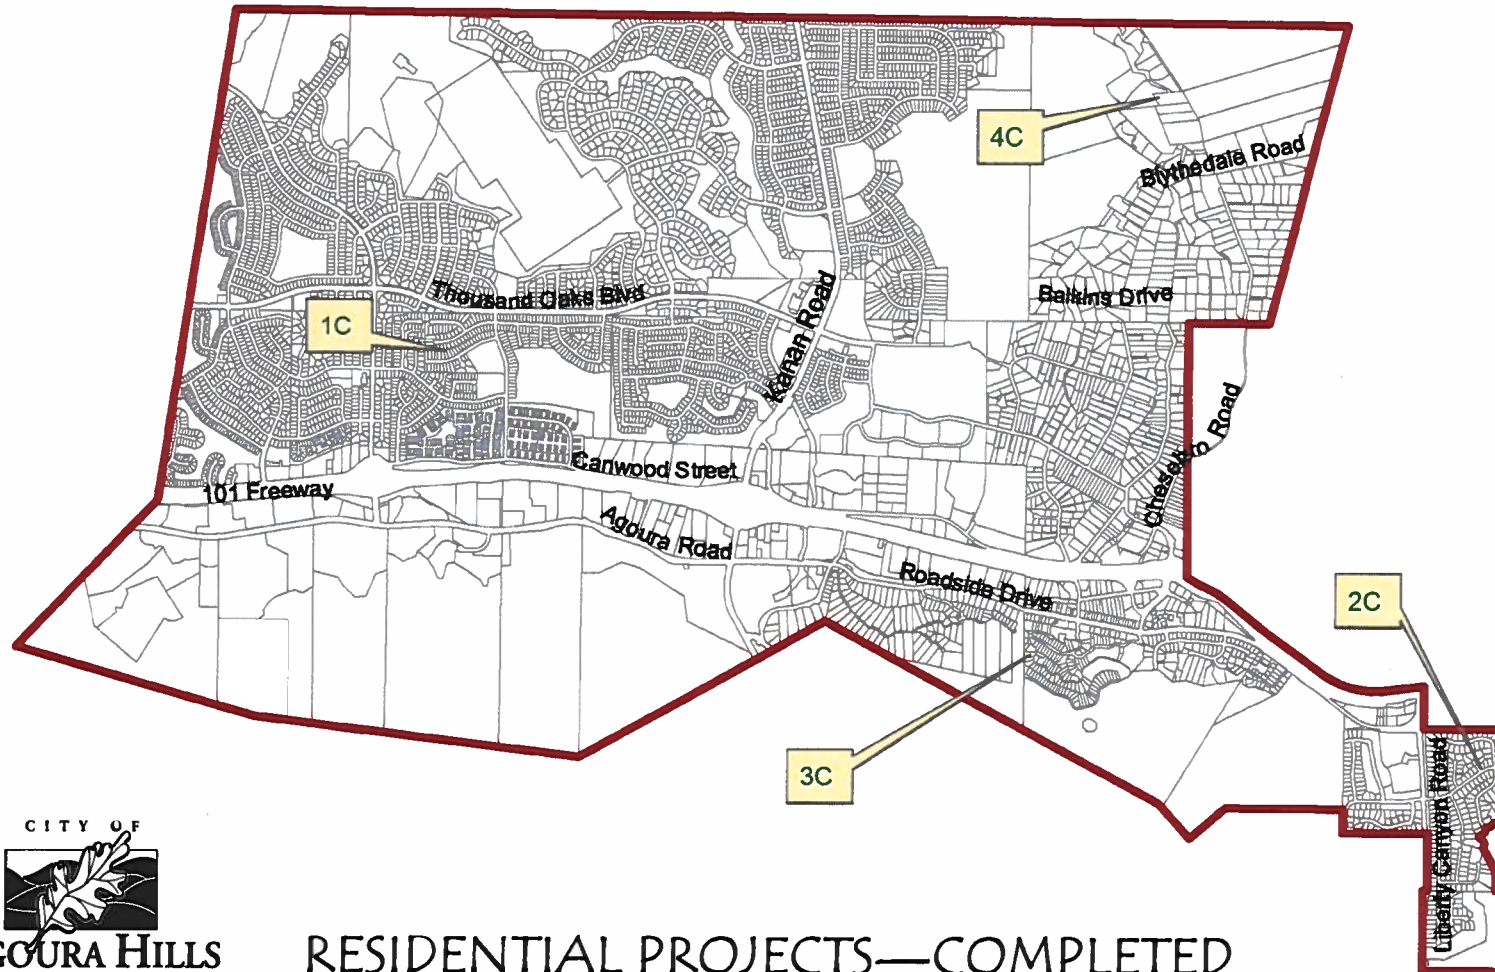 4C
Blythedale Road
Thousand Oaks Blvd
Balkins Drive
1C
Kanan Road
Chesebro Road
Canwood Street
101 Freeway
Agoura Road
Roadside Drive
2C
3C
Liberty Canyon Road
CITY OF
GOURA HILLS
RESIDENTIAL PROJECTS—COMPLETED